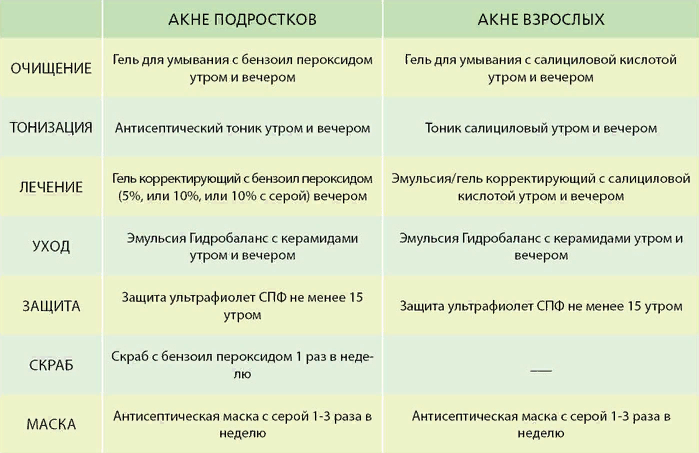 АКНЕ ПОДРОСТКОВ
АКНЕ ВЗРОСЛЫХ
ОЧИЩЕНИЕ
Гель для умывания с бензоил пероксидом
утром и вечером
Гель для умывания с салициловой кислотой
утром и вечером
ТОНИЗАЦИЯ
Антисептический тоник утром и вечером
Тоник салициловый утром и вечером
ЛЕЧЕНИЕ
Гель корректирующий с бензоил пероксидом
(5%, или 10%, или 10% с серой) вечером
Эмульсия/гель корректирующий с салициловой
кислотой утром и вечером
УХОД
Эмульсия Гидробаланс с керамидами
утром и вечером
Эмульсия Гидробаланс с керамидами утром и
вечером
ЗАЩИТА
Защита ультрафиолет СПФ не менее 15
утром
Защита ультрафиолет СПФ не менее 15 утром
СКРАБ
Скраб с бензоил пероксидом 1 раз в неде-
лю
___
МАСКА
Антисептическая маска с серой 1-3 раза в
неделю
Антисептическая маска с серой 1-3 раза в
неделю